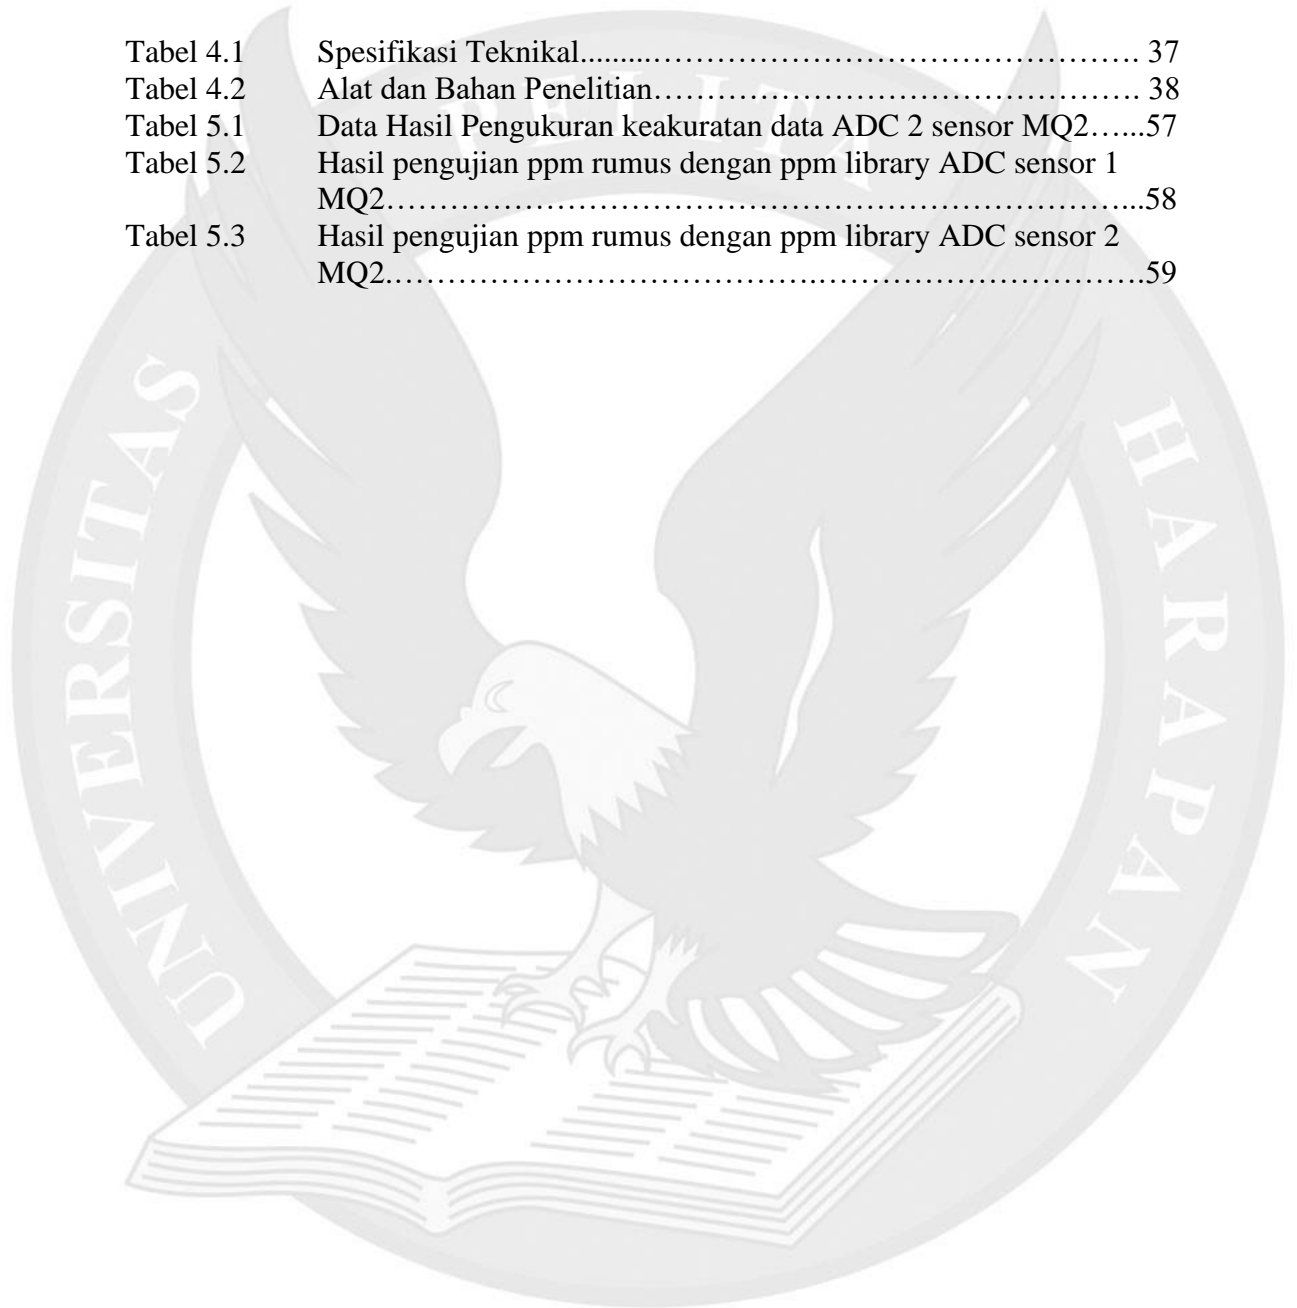 Tabel 4.1 Spesifikasi Teknikal.........……………………………………………. 37
Tabel 4.2 Alat dan Bahan Penelitian………………………………………… 38
Tabel 5.1 Data Hasil Pengukuran keakuratan data ADC 2 sensor MQ2…...57
Tabel 5.2 Hasil pengujian ppm rumus dengan ppm library ADC sensor 1
MQ2…………………………………………………………………...58
Tabel 5.3 Hasil pengujian ppm rumus dengan ppm library ADC sensor 2
MQ2.…………………………………….…………………………….59
UNIVERSITAS PELITA HARAPAN